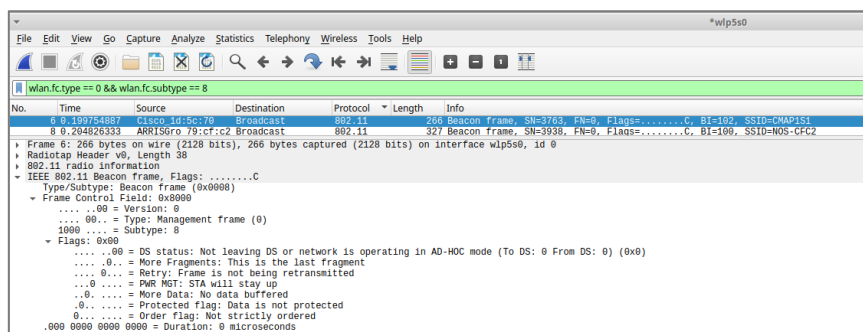 *wlp5s0
File Edit View Go Capture Analyze Statistics Telephony Wireless Tools Help
wlan.fc.type == 0 && wlan.fc.subtype == 8
No. Time Source Destination Protocol Length Info
6 0.199754887 Cisco_1d:5c:70 Broadcast 802.11 266 Beacon frame, SN=3763, FN=0, Flags=........C, BI=102, SSID=CMAP1S1
8 0.204826333 ARRISGro_79:cf:c2 Broadcast 802.11 327 Beacon frame, SN=3938, FN=0, Flags=........C, BI=100, SSID=NOS-CFC2
Frame 6: 266 bytes on wire (2128 bits), 266 bytes captured (2128 bits) on interface wlp5s0, id 0
Radiotap Header v0, Length 38
802.11 radio information
IEEE 802.11 Beacon frame, Flags: ........C
Type/Subtype: Beacon frame (0x0008)
Frame Control Field: 0x8000
.... ..00 = Version: 0
.... 00.. = Type: Management frame (0)
1000 .... = Subtype: 8
Flags: 0x00
.... ..00 = DS status: Not leaving DS or network is operating in AD-HOC mode (To DS: 0 From DS: 0) (0x0)
.... .0.. = More Fragments: This is the last fragment
.... 0... = Retry: Frame is not being retransmitted
...0 .... = PWR MGT: STA will stay up
..0. .... = More Data: No data buffered
.0.. .... = Protected flag: Data is not protected
0... .... = Order flag: Not strictly ordered
.000 0000 0000 0000 = Duration: 0 microseconds